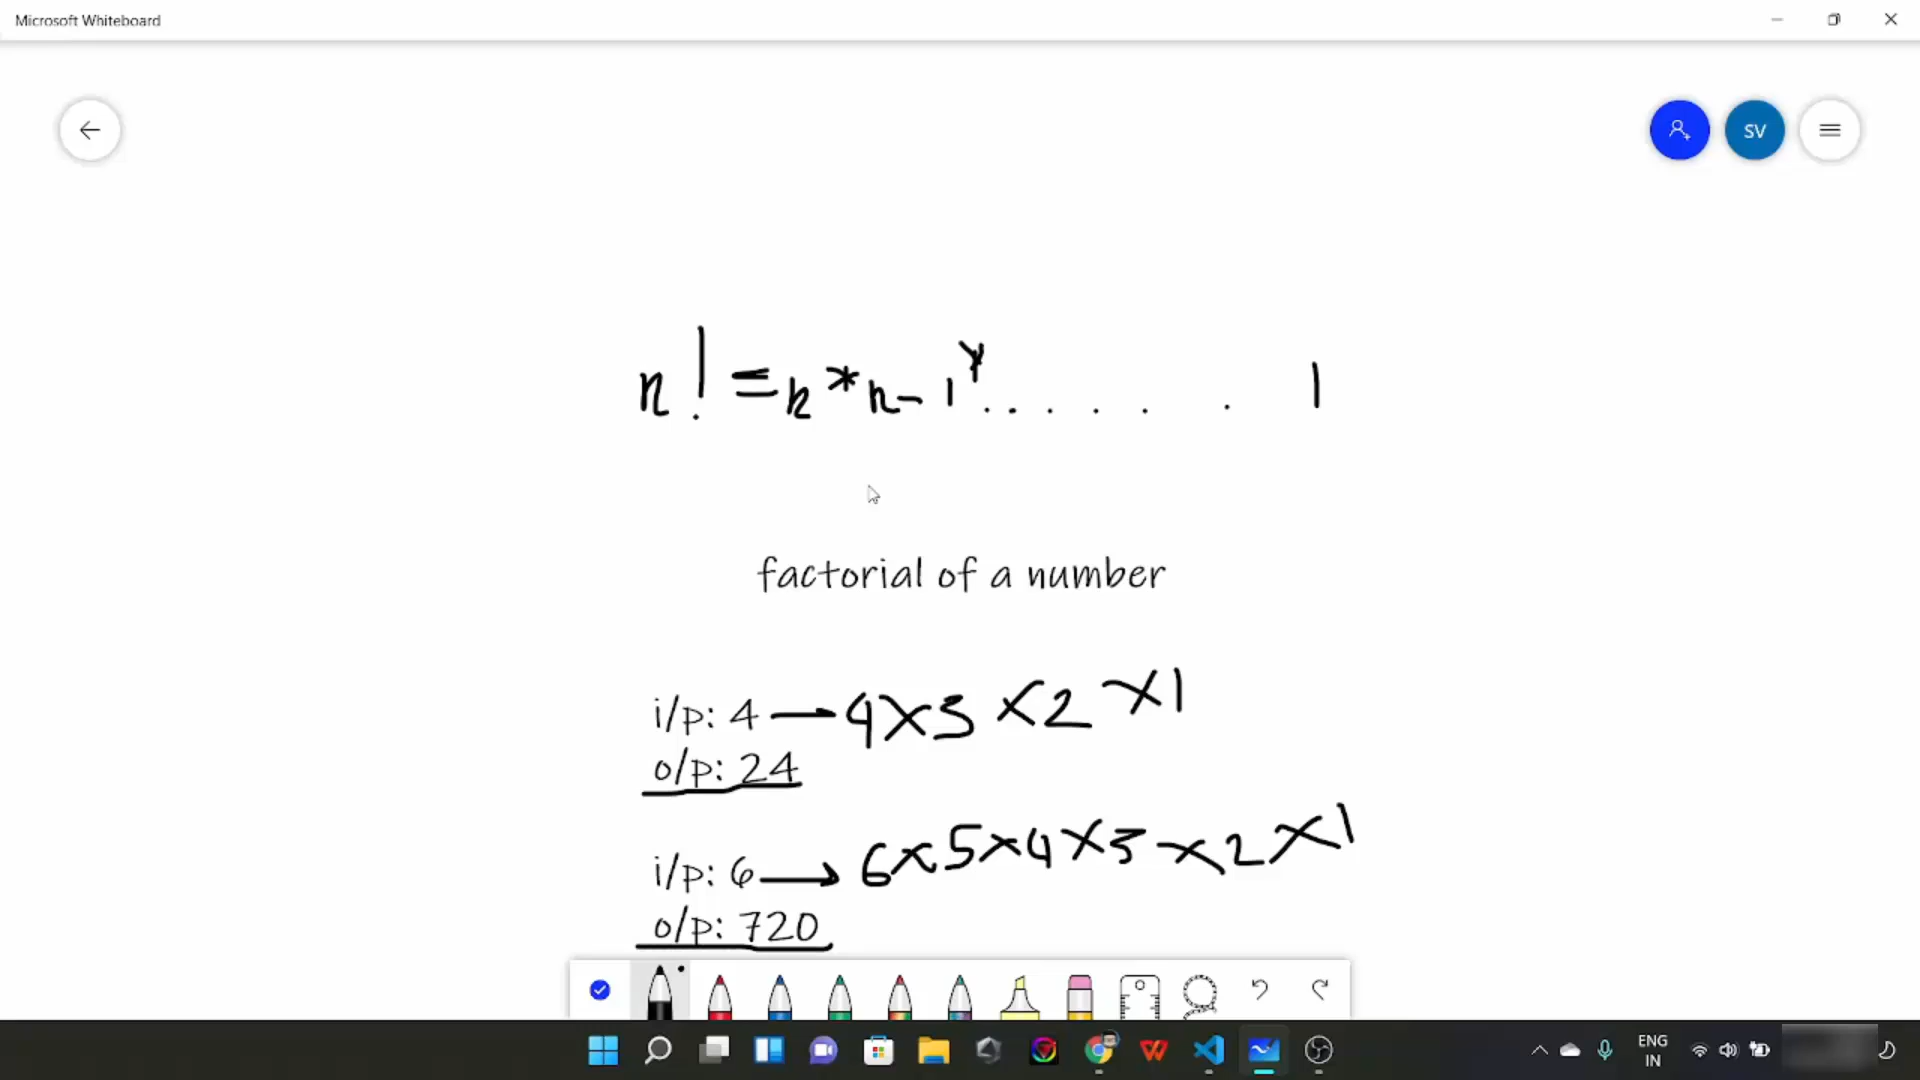 Microsoft Whiteboard
SV
n! = n * n - 1 * . . . . . . 1
factorial of a number
i/p: 4 → 4 × 3 × 2 × 1
o/p: 24
i/p: 6 → 6 × 5 × 4 × 3 × 2 × 1
o/p: 720
ENG
IN